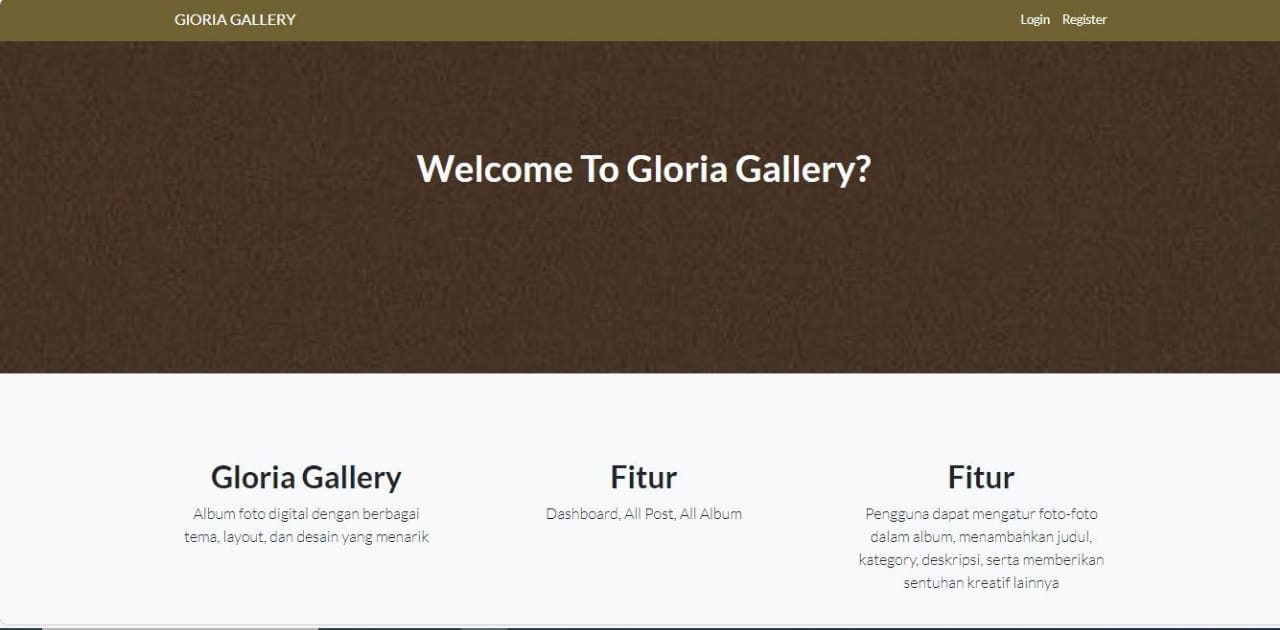 GIORIA GALLERY
Login Register
Welcome To Gloria Gallery?
Gloria Gallery
Album foto digital dengan berbagai
tema, layout, dan desain yang menarik
Fitur
Dashboard, All Post, All Album
Fitur
Pengguna dapat mengatur foto-foto
dalam album, menambahkan judul,
kategory, deskripsi, serta memberikan
sentuhan kreatif lainnya